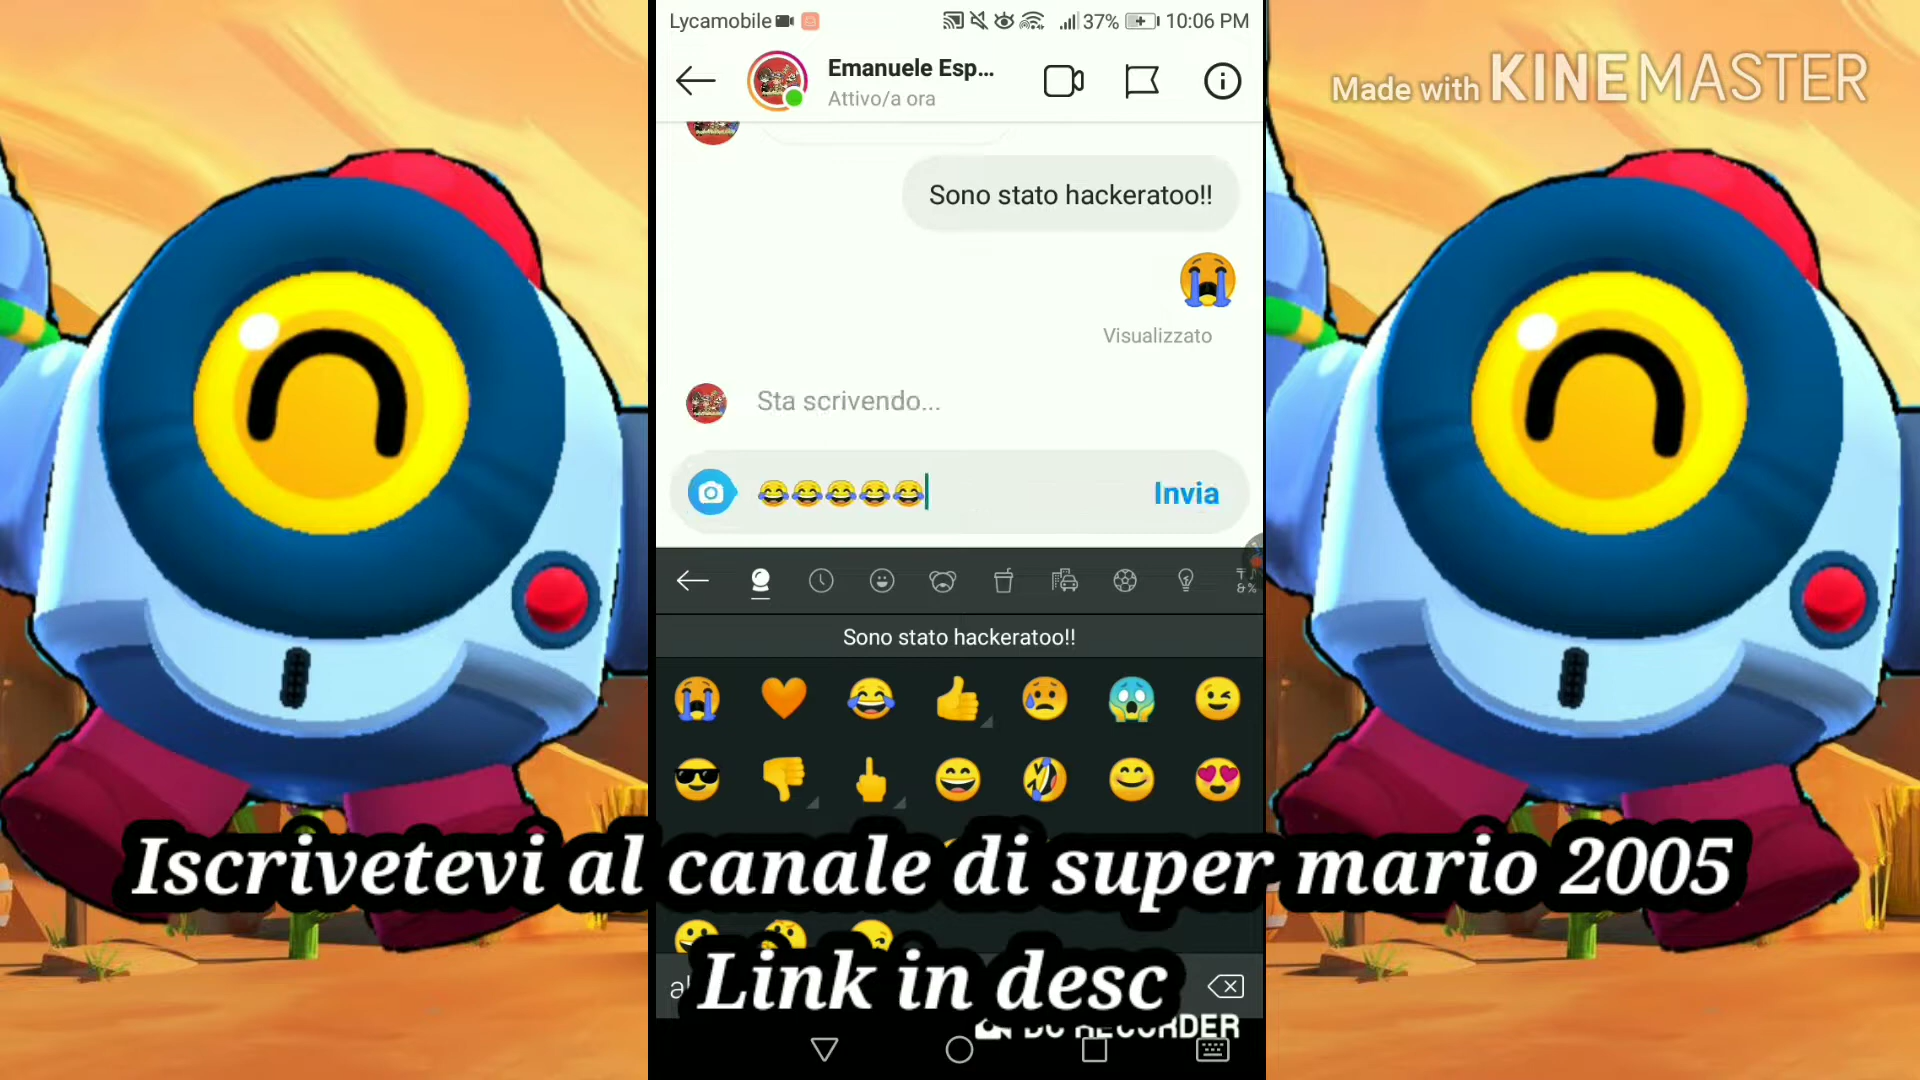 Lycamobile 37% 10:06 PM
Emanuele Esp...
Attivo/a ora
Made with KINEMASTER
Sono stato hackeratoo!!
😭
Visualizzato
Sta scrivendo...
😂😂😂😂😂 Invia
Sono stato hackeratoo!!
Iscrivetevi al canale di super mario 2005
Link in desc
RECORDER